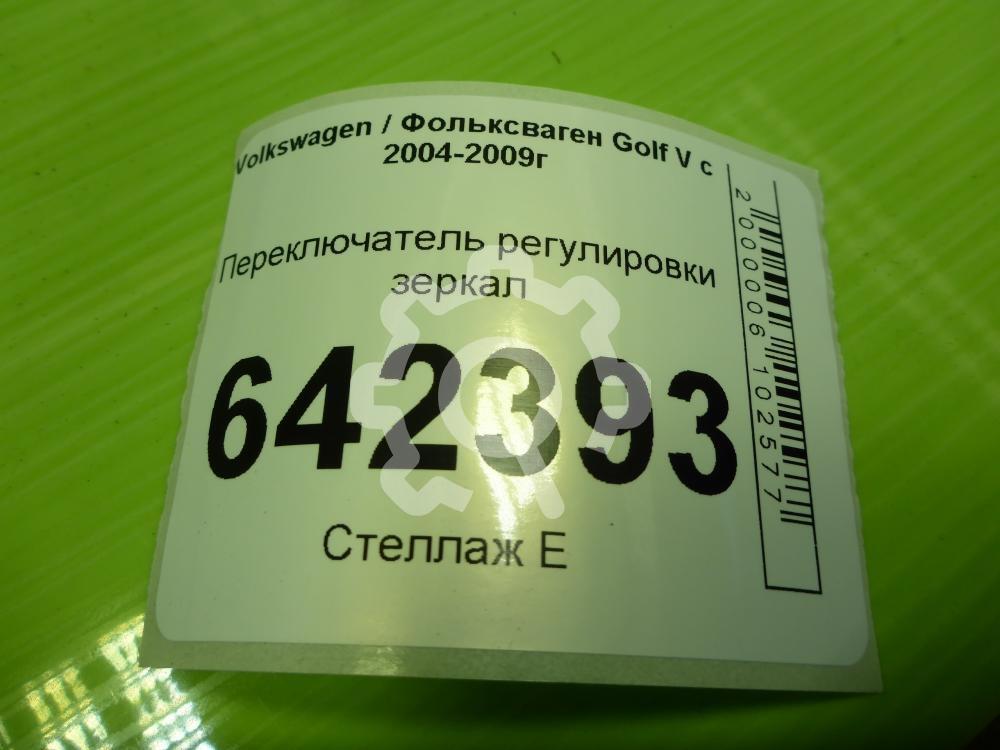 Volkswagen / Фольксваген Golf V с
2004-2009г
Переключатель регулировки
зеркал
642393
Стеллаж Е
2000006102577